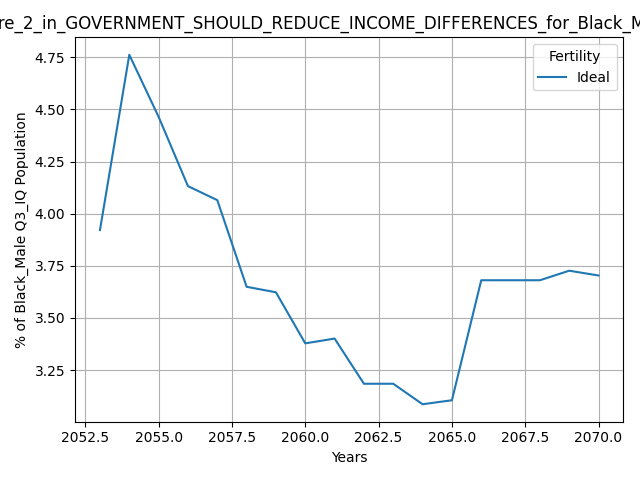 re_2_in_GOVERNMENT_SHOULD_REDUCE_INCOME_DIFFERENCES_for_Black_M
Fertility
Ideal
% of Black_Male Q3_IQ Population
4.75
4.50
4.25
4.00
3.75
3.50
3.25
2052.5 2055.0 2057.5 2060.0 2062.5 2065.0 2067.5 2070.0
Years